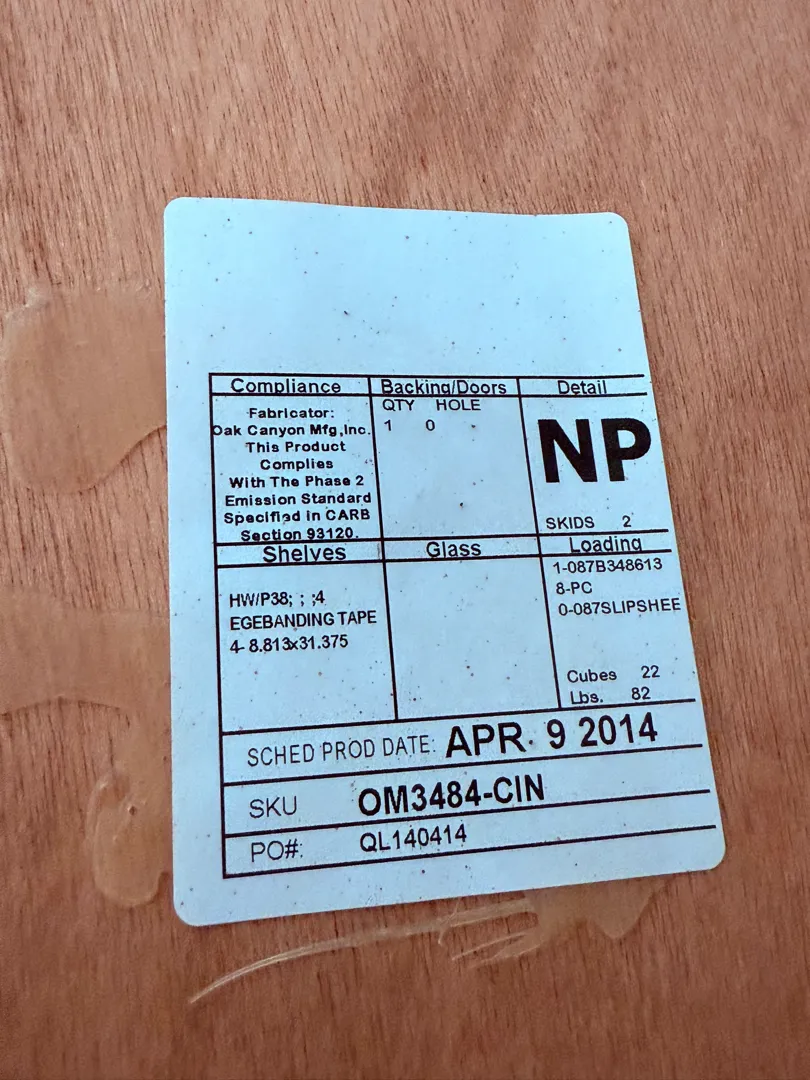 Compliance
Fabricator:
Oak Canyon Mfg,Inc.
This Product
Complies
With The Phase 2
Emission Standard
Specified in CARB
Section 93120.
Backing/Doors
QTY HOLE
1 0
Detail
NP
SKIDS 2
Shelves
HW/P38; ; ;4
EGEBANDING TAPE
4- 8.813x31.375
Glass
Loading
1-087B348613
8-PC
0-087SLIPSHEE
Cubes 22
Lbs. 82
SCHED PROD DATE: APR. 9 2014
SKU OM3484-CIN
PO#: QL140414